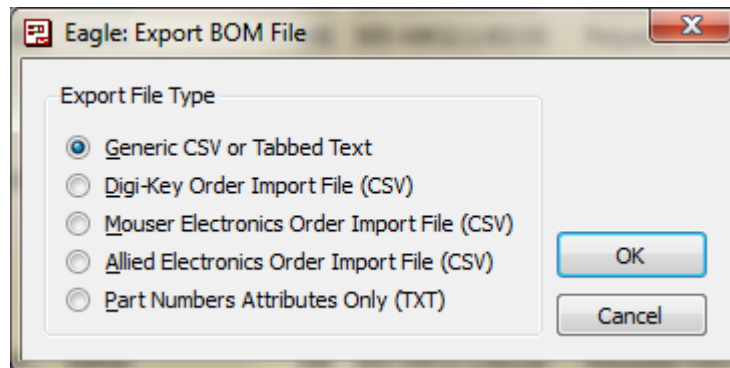 Eagle: Export BOM File
Export File Type
Generic CSV or Tabbed Text
Digi-Key Order Import File (CSV)
Mouser Electronics Order Import File (CSV)
Allied Electronics Order Import File (CSV)
Part Numbers Attributes Only (TXT)
OK
Cancel